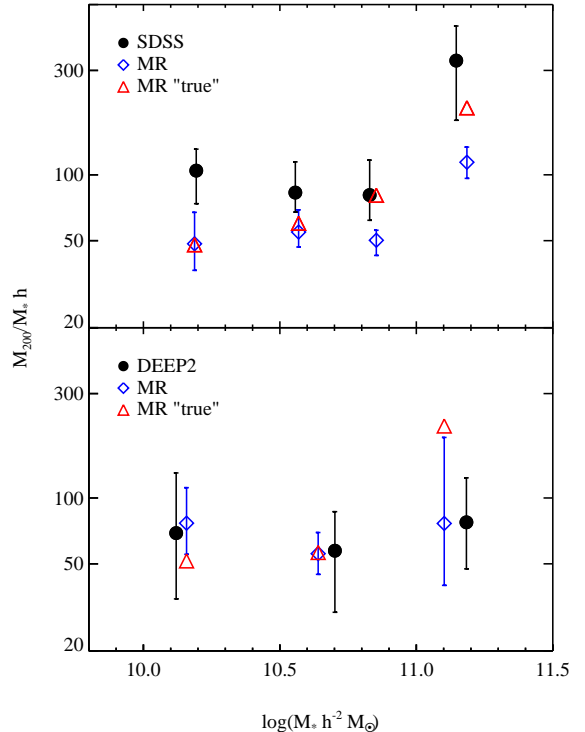 SDSS
MR
MR "true"
300
100
50
20
M200/M* h
DEEP2
MR
MR "true"
300
100
50
20
10.0 10.5 11.0 11.5
log(M* h-2 M⊙)